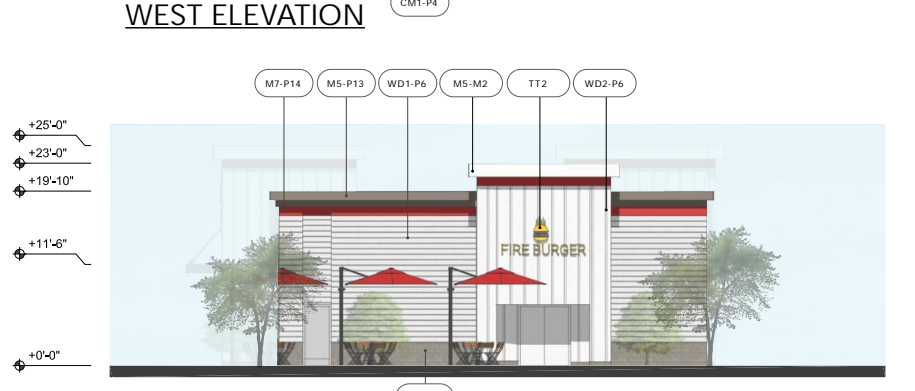 CM1-P4
WEST ELEVATION
M7-P14 M5-P13 WD1-P6 M5-M2 TT2 WD2-P6
+25'-0"
+23'-0"
+19'-10"
+11'-6"
FIRE BURGER
+0'-0"